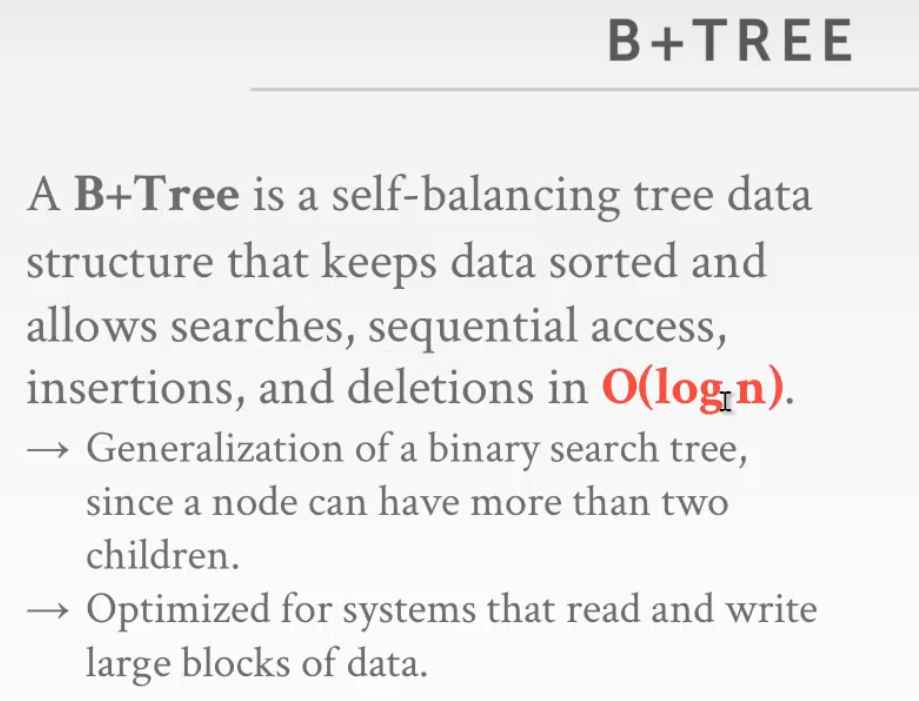 B+TREE
A B+Tree is a self-balancing tree data
structure that keeps data sorted and
allows searches, sequential access,
insertions, and deletions in O(log n).
→ Generalization of a binary search tree,
since a node can have more than two
children.
→ Optimized for systems that read and write
large blocks of data.